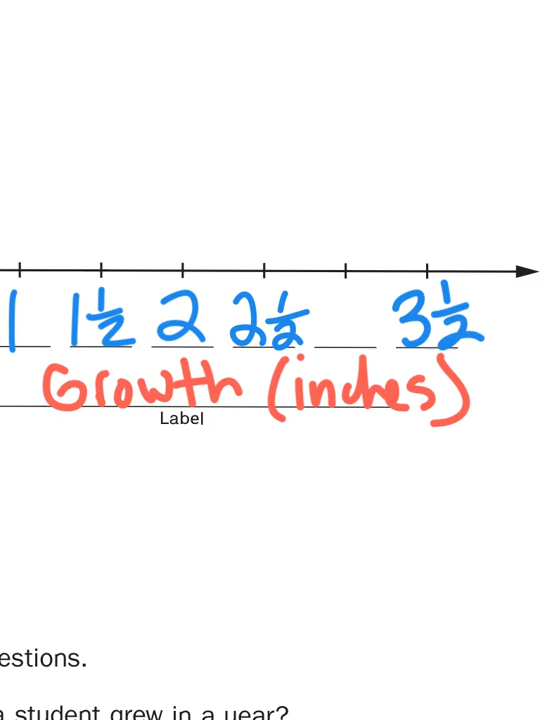 1 1½ 2 2½ 3½
Growth (inches)
Label
estions.
a student grew in a year?